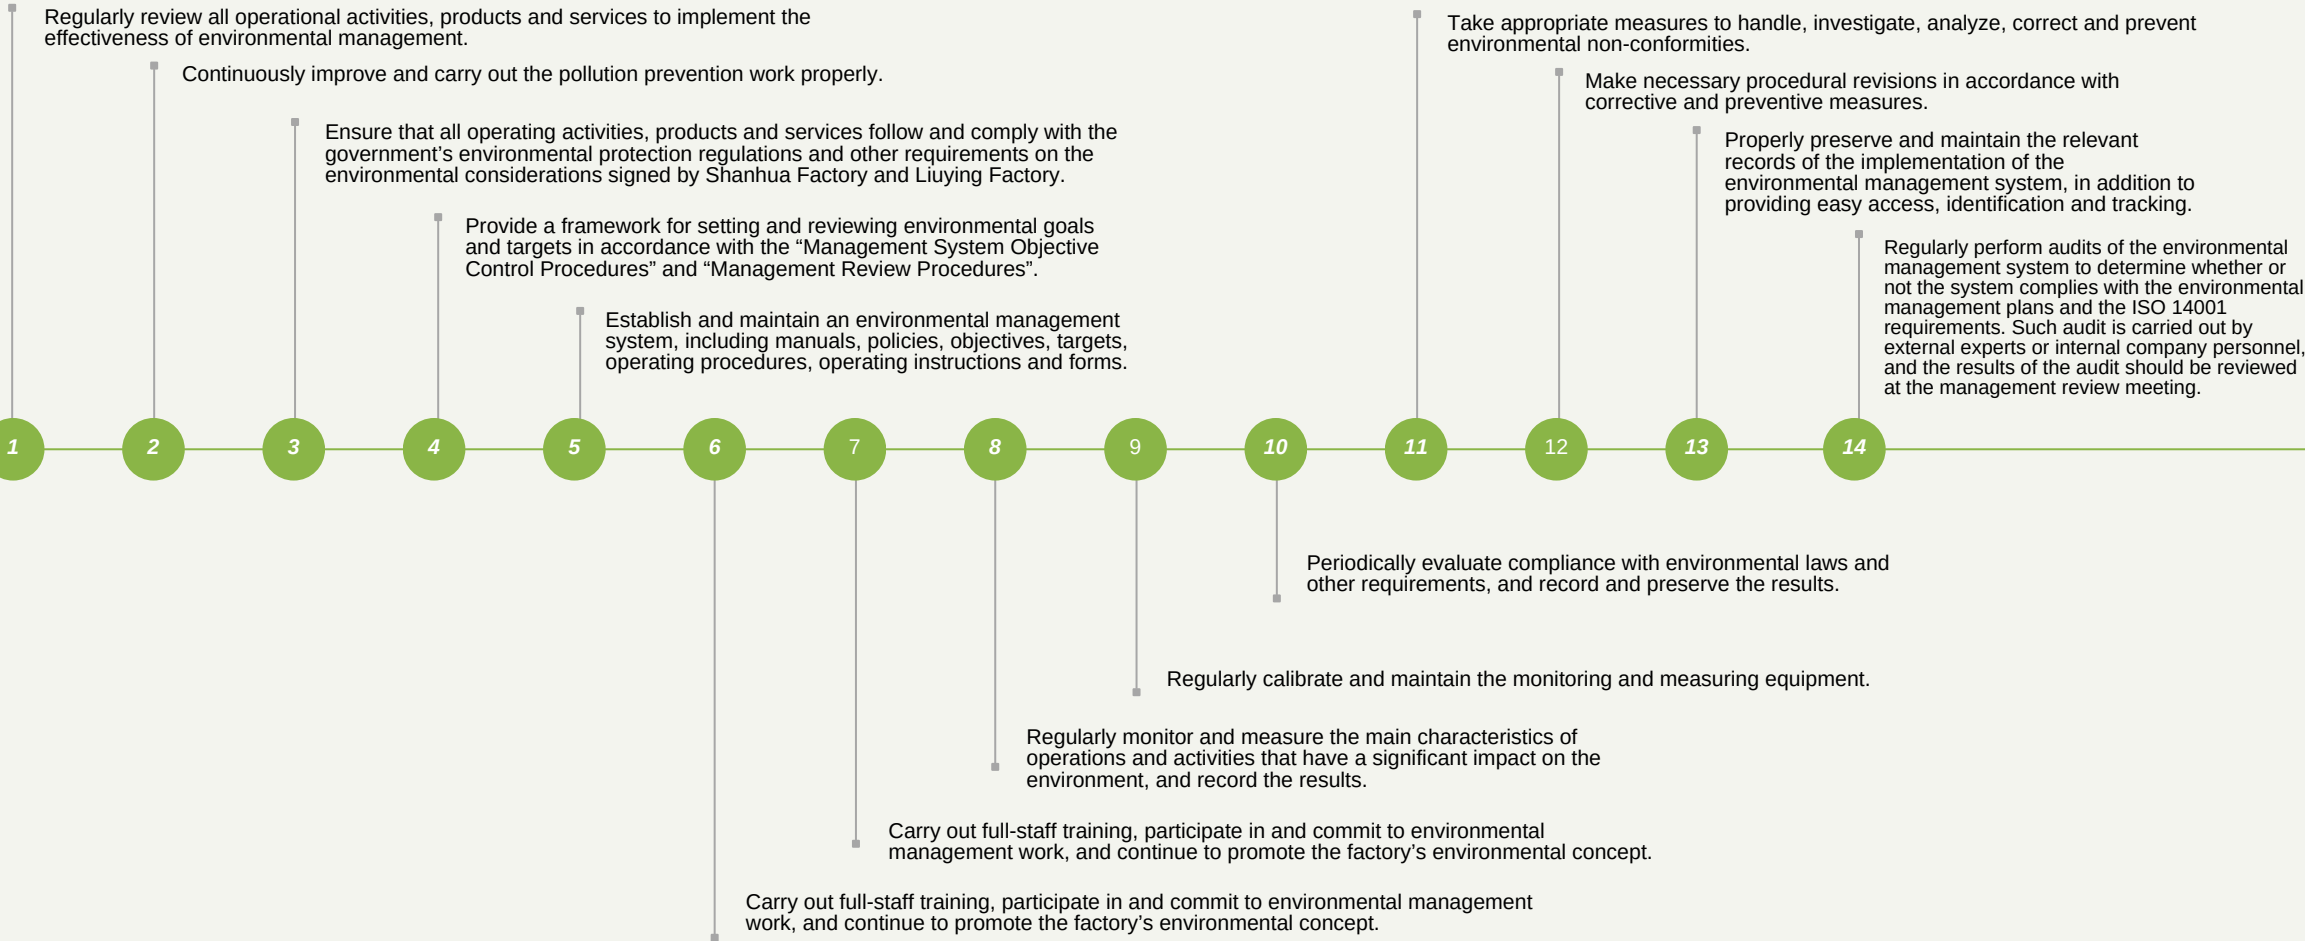 Regularly review all operational activities, products and services to implement the
effectiveness of environmental management.
Continuously improve and carry out the pollution prevention work properly.
Ensure that all operating activities, products and services follow and comply with the
government’s environmental protection regulations and other requirements on the
environmental considerations signed by Shanhua Factory and Liuying Factory.
Provide a framework for setting and reviewing environmental goals
and targets in accordance with the “Management System Objective
Control Procedures” and “Management Review Procedures”.
Establish and maintain an environmental management
system, including manuals, policies, objectives, targets,
operating procedures, operating instructions and forms.
Take appropriate measures to handle, investigate, analyze, correct and prevent
environmental non-conformities.
Make necessary procedural revisions in accordance with
corrective and preventive measures.
Properly preserve and maintain the relevant
records of the implementation of the
environmental management system, in addition to
providing easy access, identification and tracking.
Regularly perform audits of the environmental
management system to determine whether or
not the system complies with the environmental
management plans and the ISO 14001
requirements. Such audit is carried out by
external experts or internal company personnel,
and the results of the audit should be reviewed
at the management review meeting.
1 2 3 4 5 6 7 8 9 10 11 12 13 14
Periodically evaluate compliance with environmental laws and
other requirements, and record and preserve the results.
Regularly calibrate and maintain the monitoring and measuring equipment.
Regularly monitor and measure the main characteristics of
operations and activities that have a significant impact on the
environment, and record the results.
Carry out full-staff training, participate in and commit to environmental
management work, and continue to promote the factory’s environmental concept.
Carry out full-staff training, participate in and commit to environmental management
work, and continue to promote the factory’s environmental concept.